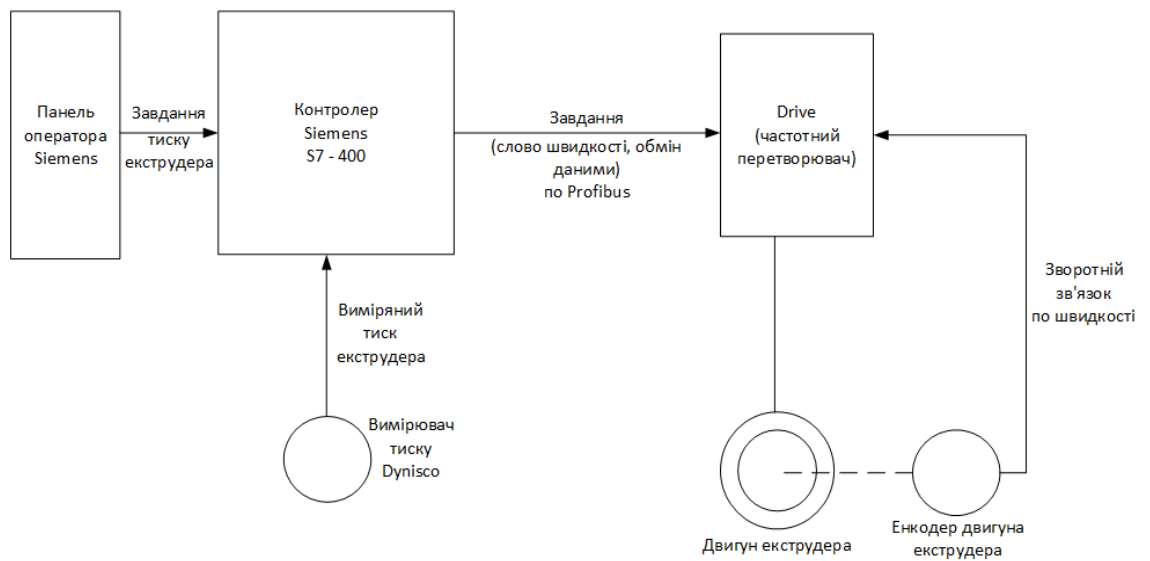 Панель
оператора
Siemens
Завдання
тиску
екструдера
Контролер
Siemens
S7 - 400
Завдання
(слово швидкості, обмін
даними)
по Profibus
Drive
(частотний
перетворювач)
Зворотній
зв'язок
по швидкості
Виміряний
тиск
екструдера
Вимірювач
тиску
Dynisco
Двигун екструдера
Енкодер двигуна
екструдера